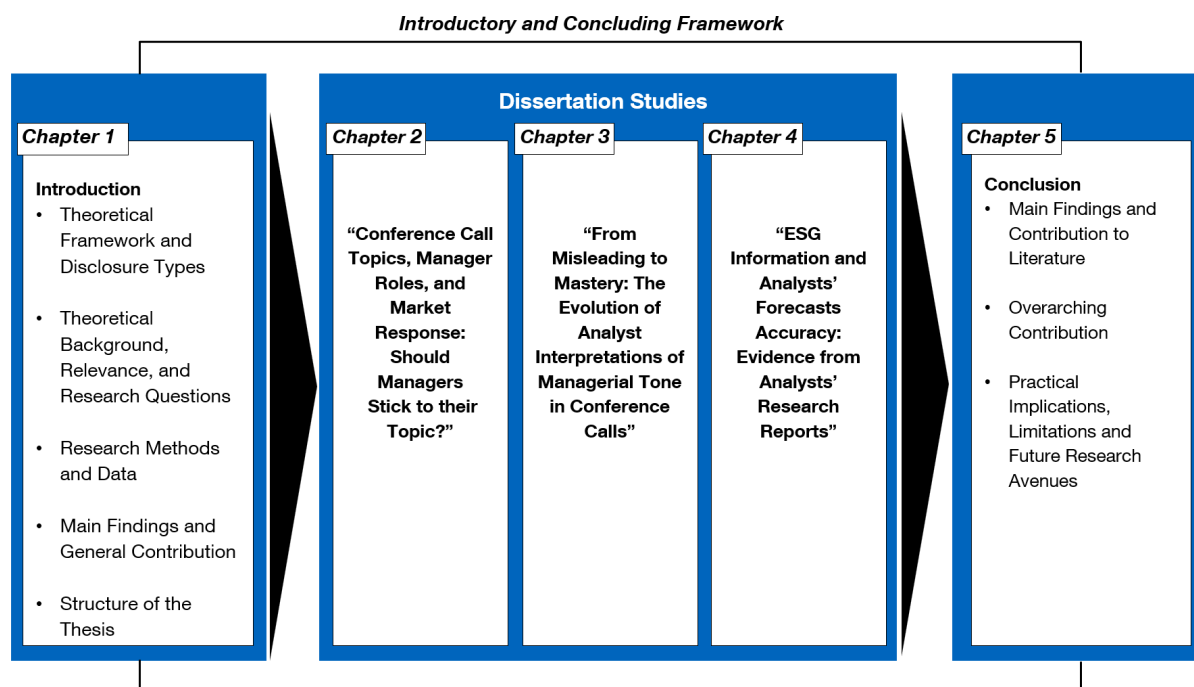 Introductory and Concluding Framework
Chapter 1
Introduction
• Theoretical
Framework and
Disclosure Types
• Theoretical
Background,
Relevance, and
Research Questions
• Research Methods
and Data
• Main Findings and
General Contribution
• Structure of the
Thesis
Dissertation Studies
Chapter 2
“Conference Call
Topics, Manager
Roles, and
Market
Response:
Should
Managers
Stick to their
Topic?”
Chapter 3
“From
Misleading to
Mastery: The
Evolution of
Analyst
Interpretations of
Managerial Tone
in Conference
Calls”
Chapter 4
“ESG
Information and
Analysts’
Forecasts
Accuracy:
Evidence from
Analysts’
Research
Reports”
Chapter 5
Conclusion
• Main Findings and
Contribution to
Literature
• Overarching
Contribution
• Practical
Implications,
Limitations and
Future Research
Avenues